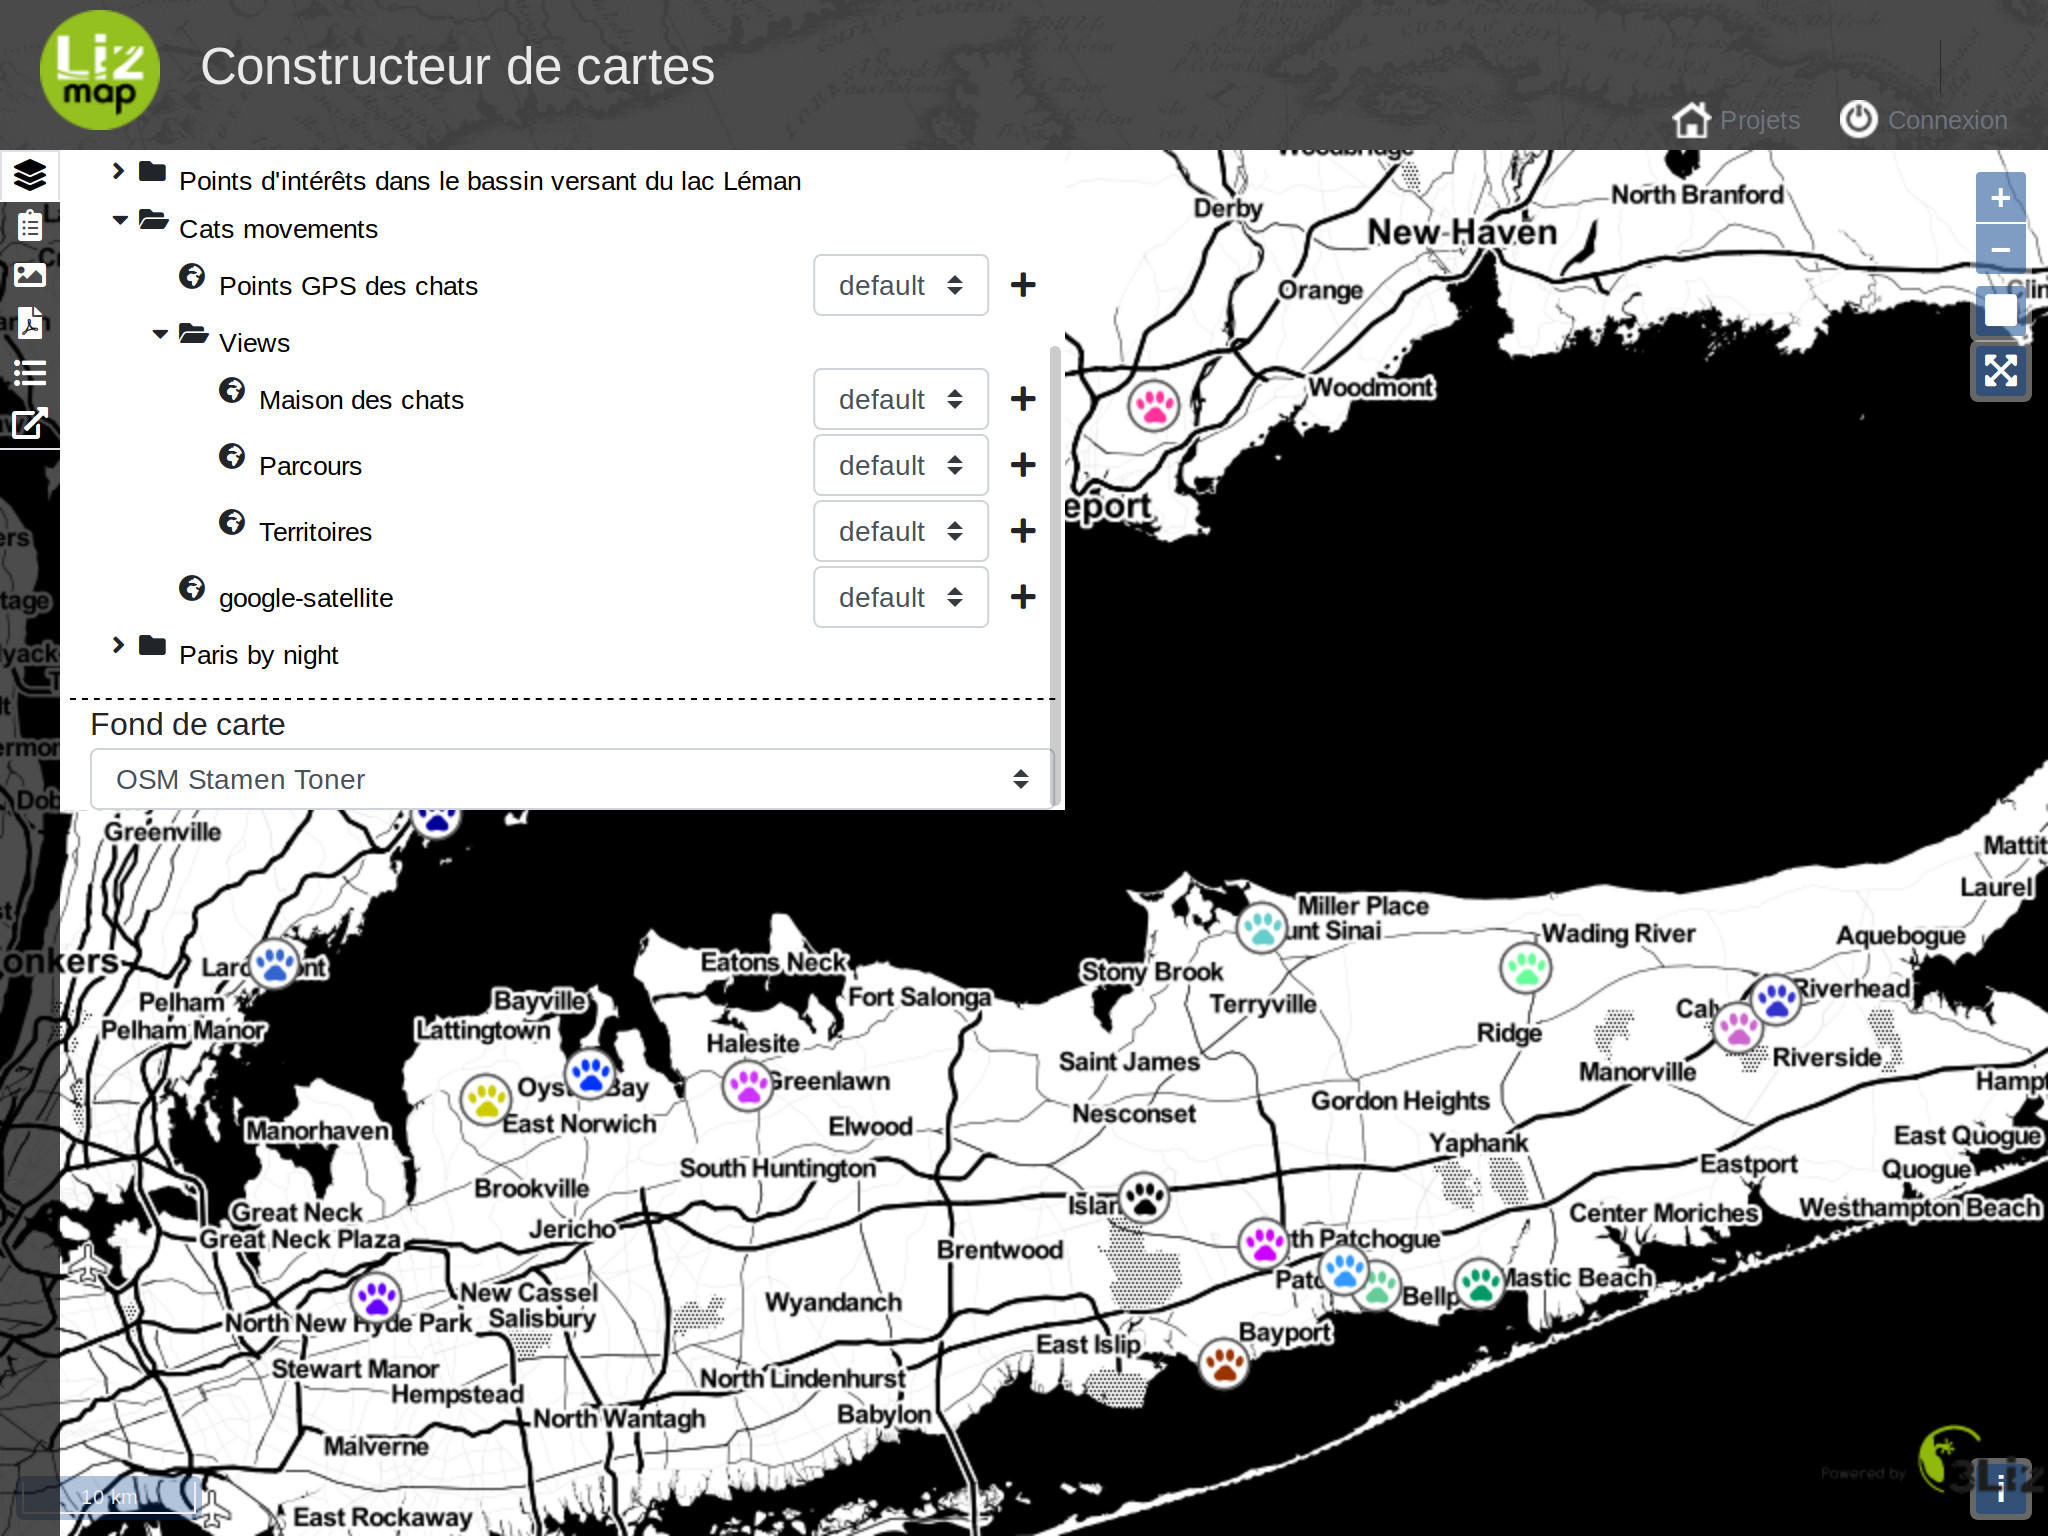 Liz
map
Constructeur de cartes
Projets
Connexion
Points d'intérêts dans le bassin versant du lac Léman
Cats movements
Points GPS des chats
default
Views
Maison des chats
default
Parcours
default
Territoires
default
google-satellite
default
Paris by night
Fond de carte
OSM Stamen Toner
Derby
North Branford
New Haven
Orange
Woodmont
eport
Greenville
Mattit
Laurel
Miller Place
unt Sinai
Wading River
Aquebogue
onkers
Eatons Neck
Stony Brook
Fort Salonga
Riverhead
Pelham
Bayville
Terryville
Pelham Manor
Lattingtown
Halesite
Ridge
Saint James
Riverside
Manorville
Greenlawn
Hampt
East Norwich
Nesconset
Gordon Heights
Manorhaven
Elwood
Yaphank
East Quogue
South Huntington
Eastport
Quogue
Brookville
Great Neck
Center Moriches
Westhampton Beach
Jericho
Great Neck Plaza
Brentwood
th Patchogue
New Cassel
Mastic Beach
Salisbury
Wyandanch
Bellp
North New Hyde Park
Bayport
East Islip
Stewart Manor
North Lindenhurst
Hempstead
North Wantagh
Babylon
Malverne
Powered by
3Liz
10 km
East Rockaway